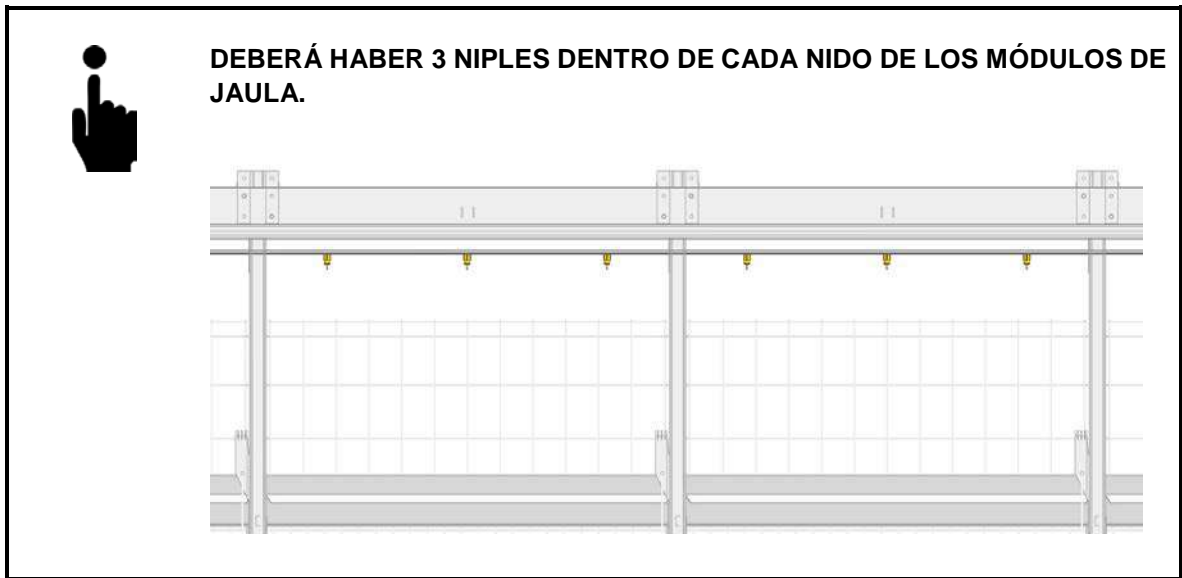 DEBERÁ HABER 3 NIPLES DENTRO DE CADA NIDO DE LOS MÓDULOS DE
JAULA.